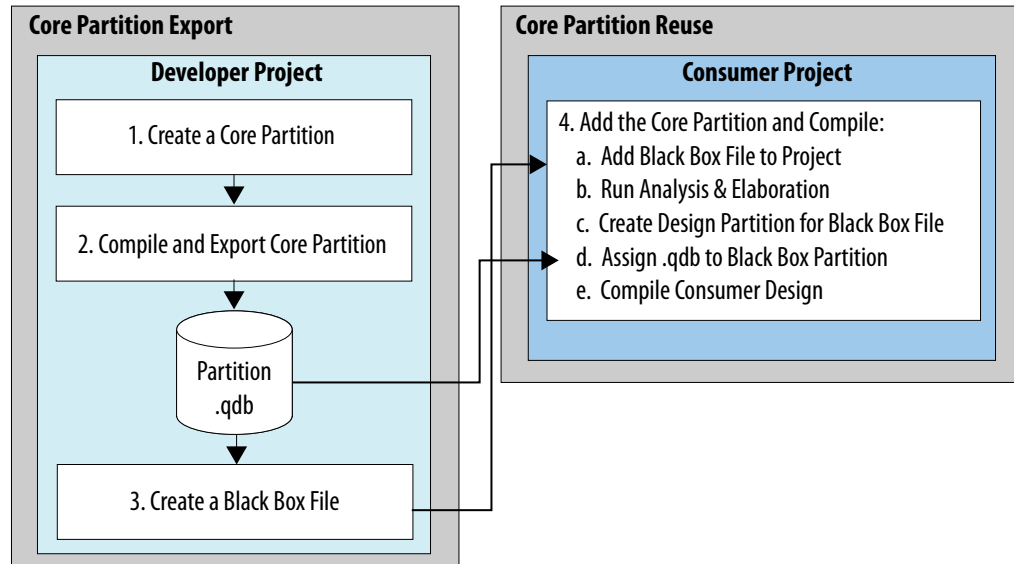 Core Partition Export
Developer Project
1. Create a Core Partition
2. Compile and Export Core Partition
Partition
.qdb
3. Create a Black Box File
Core Partition Reuse
Consumer Project
4. Add the Core Partition and Compile:
a. Add Black Box File to Project
b. Run Analysis & Elaboration
c. Create Design Partition for Black Box File
d. Assign .qdb to Black Box Partition
e. Compile Consumer Design